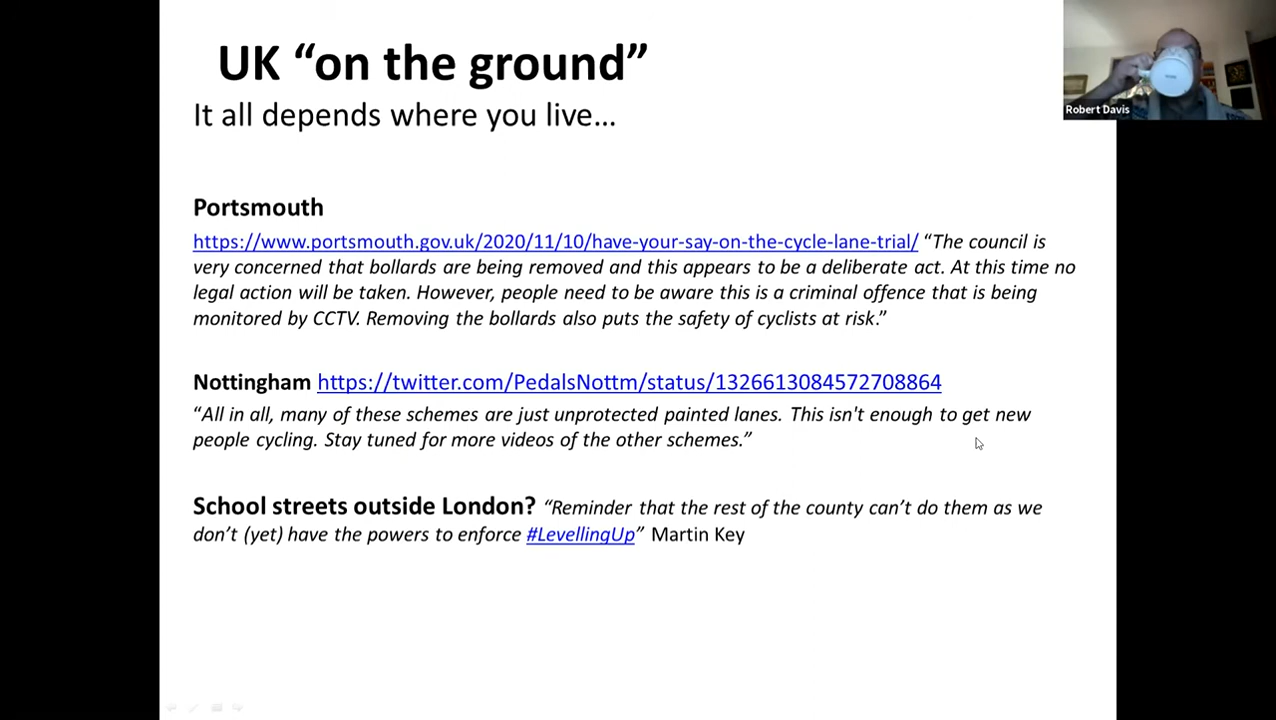 UK “on the ground”
It all depends where you live…
Robert Davis
Portsmouth
https://www.portsmouth.gov.uk/2020/11/10/have-your-say-on-the-cycle-lane-trial/ “The council is
very concerned that bollards are being removed and this appears to be a deliberate act. At this time no
legal action will be taken. However, people need to be aware this is a criminal offence that is being
monitored by CCTV. Removing the bollards also puts the safety of cyclists at risk.”
Nottingham https://twitter.com/PedalsNottm/status/1326613084572708864
“All in all, many of these schemes are just unprotected painted lanes. This isn't enough to get new
people cycling. Stay tuned for more videos of the other schemes.”
School streets outside London? “Reminder that the rest of the county can’t do them as we
don’t (yet) have the powers to enforce #LevellingUp” Martin Key